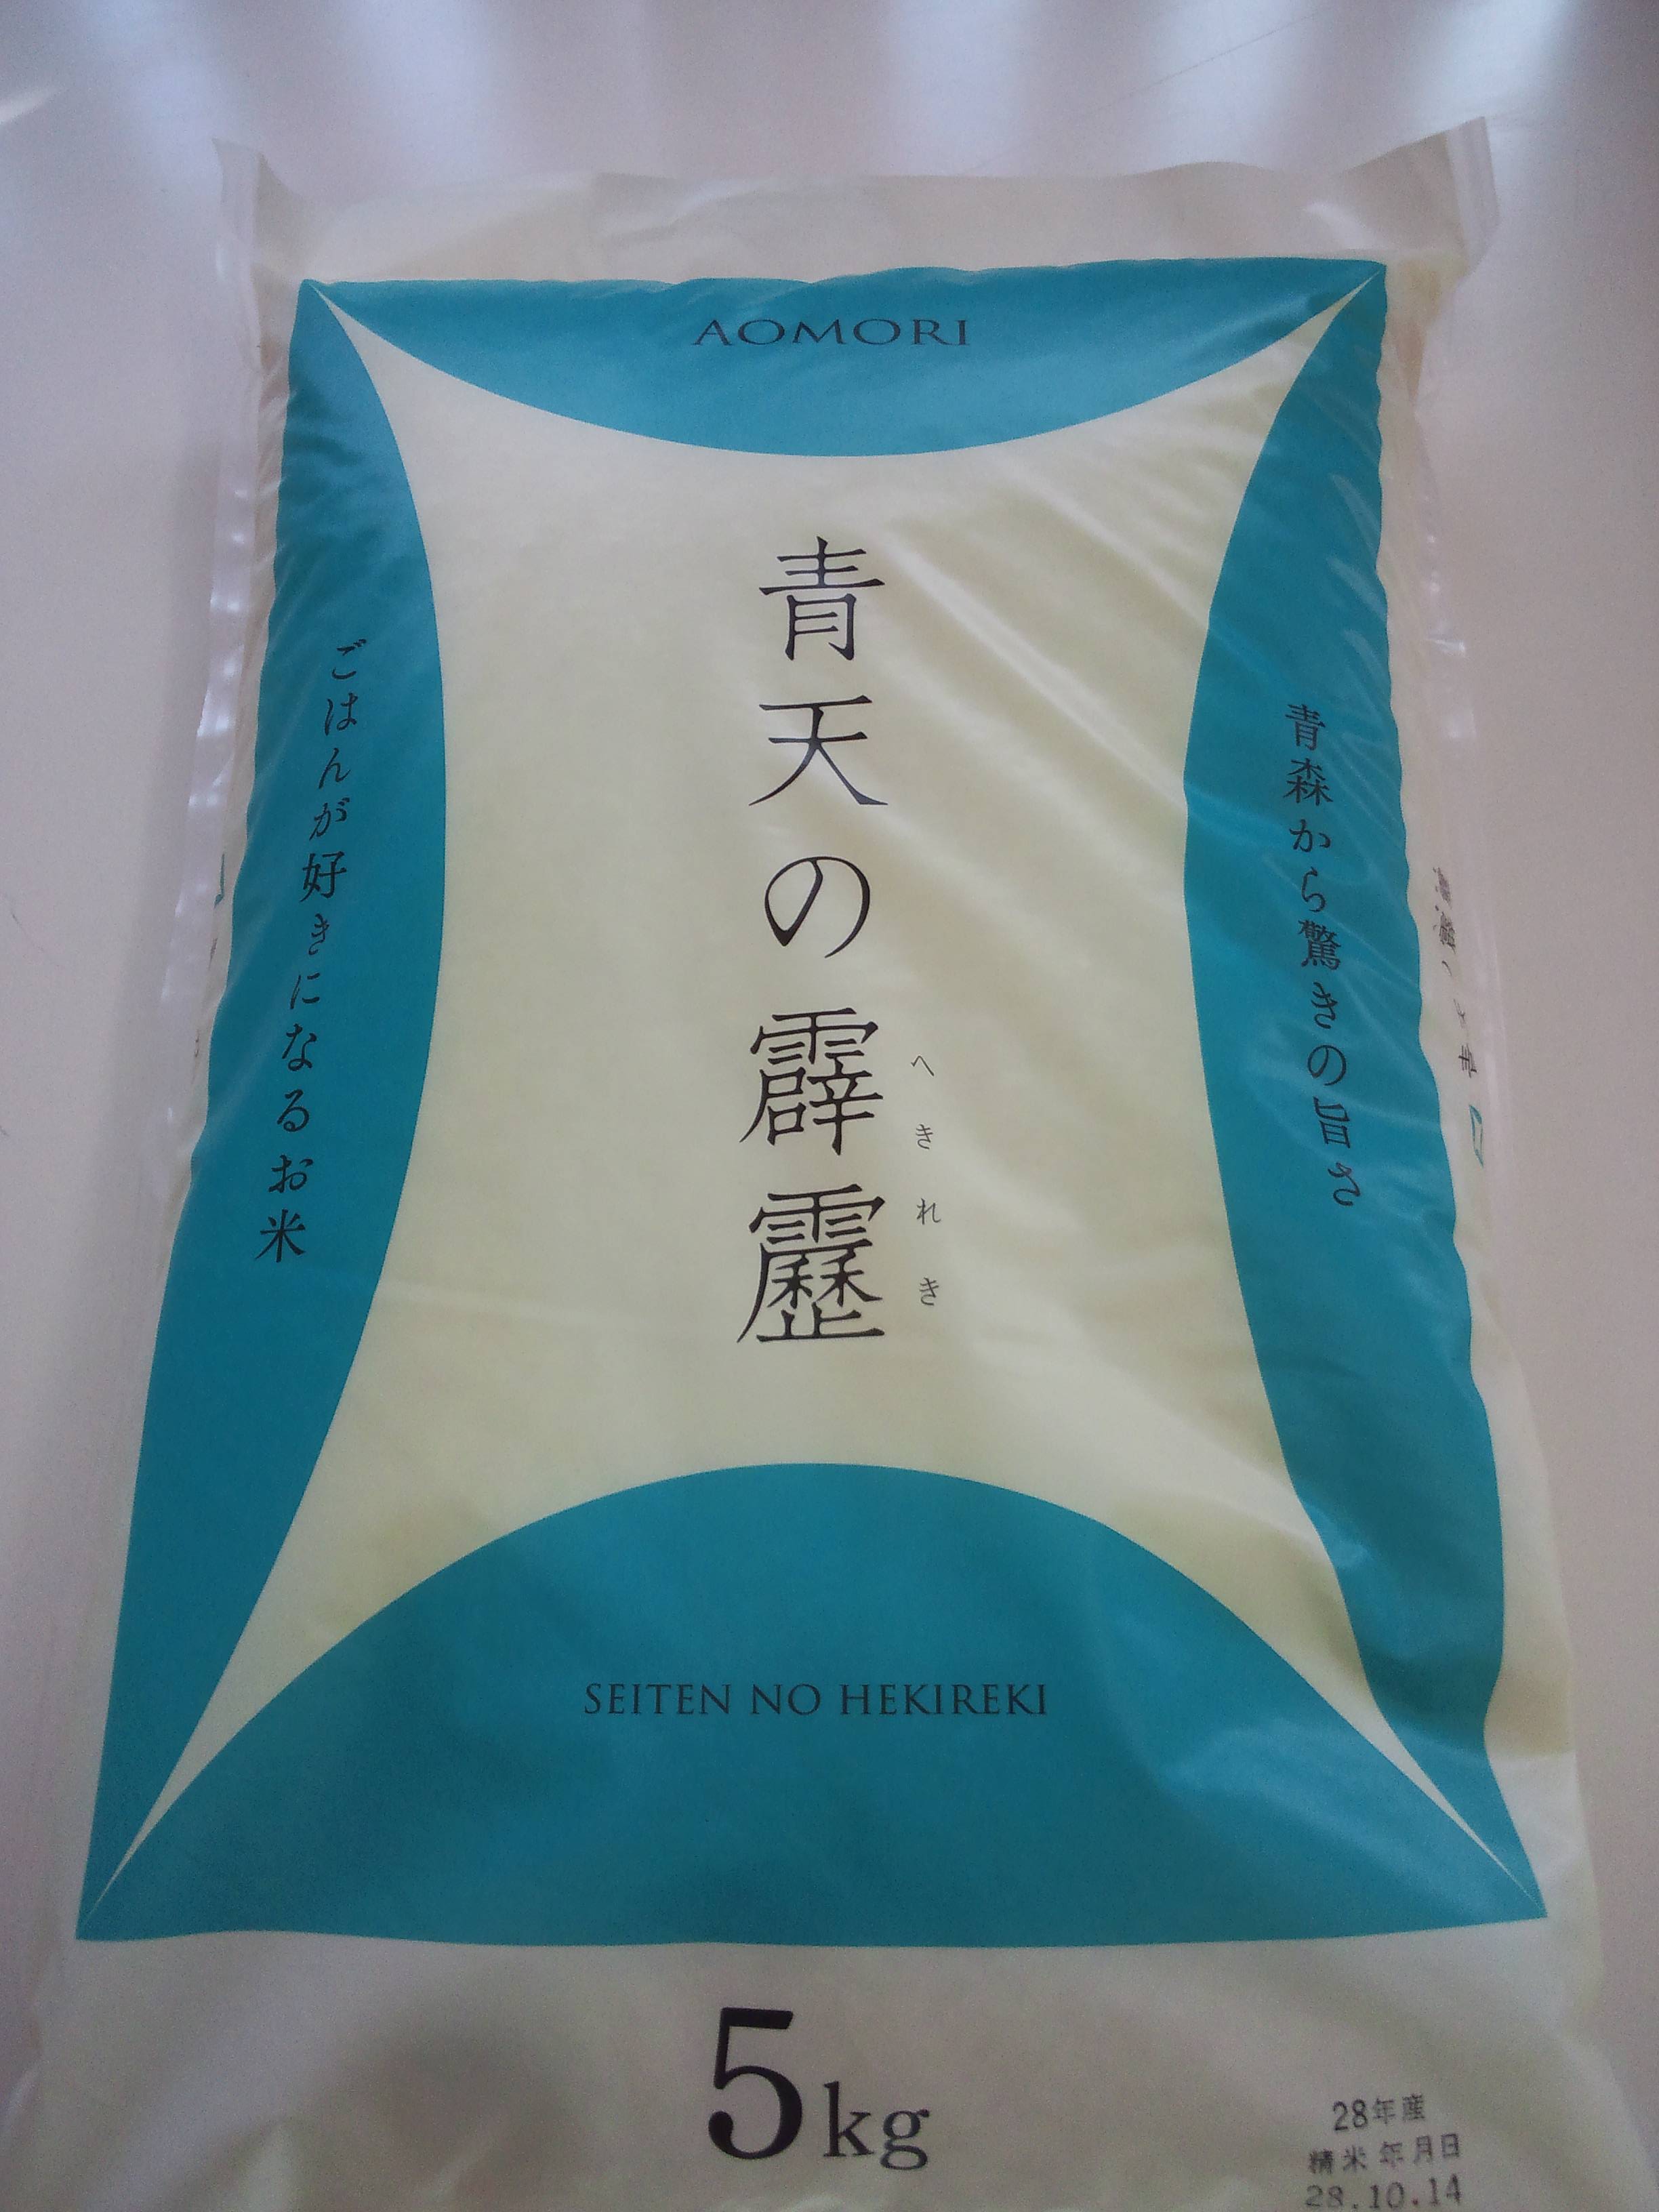 AOMORI
青森から驚きの旨さ
青天の霹靂
へきれき
ごはんが好きになるお米
SEITEN NO HEKIREKI
5kg
28年産
精米年月日
28.10.14